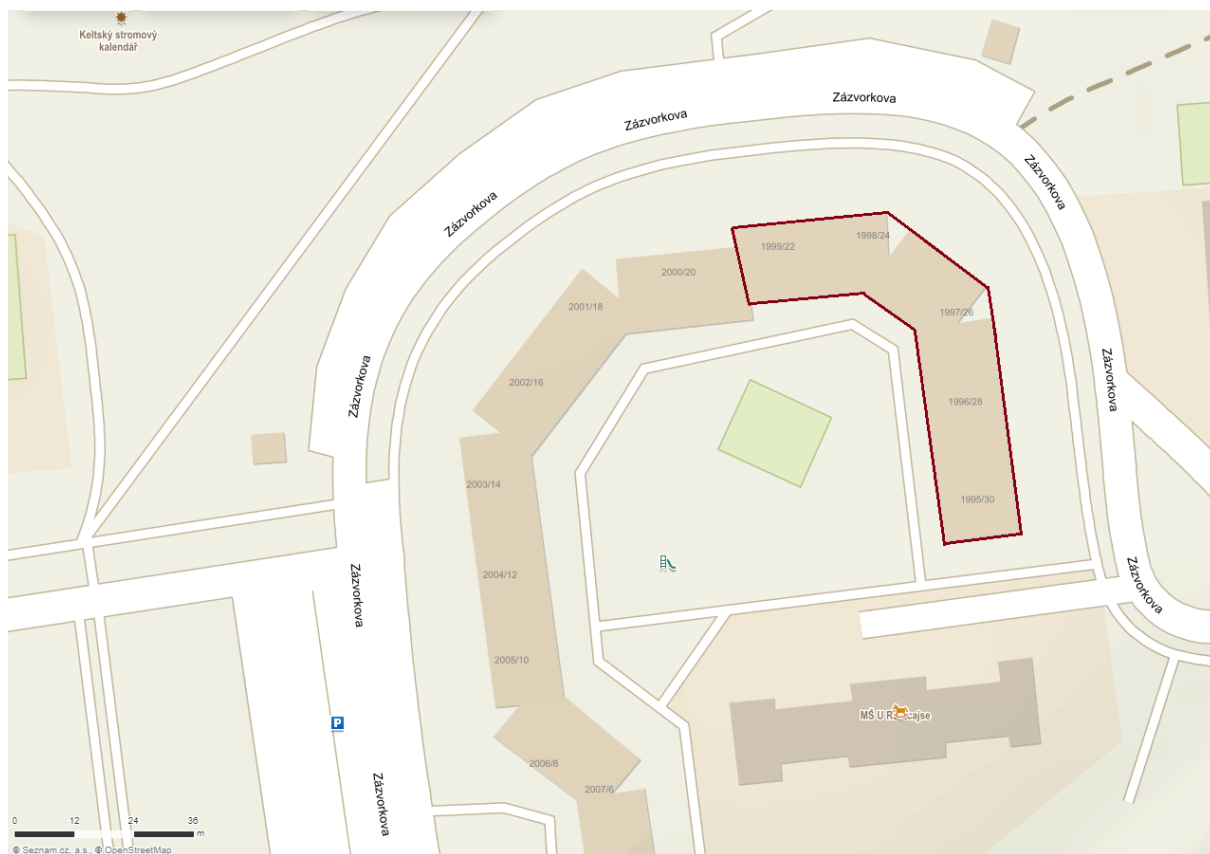 Keltský stromový
kalendář
Zázvorkova
Zázvorkova
Zázvorkova
Zázvorkova
Zázvorkova
1998/24
1999/22
2000/20
2001/18
1997/26
Zázvorkova
Zázvorkova
2002/16
1996/28
2003/14
1995/30
2004/12
Zázvorkova
Zázvorkova
2005/10
MŠ U
P
2006/8
2007/6
Zázvorkova
0 12 24 36
m
© Seznam.cz, a.s., © OpenStreetMap